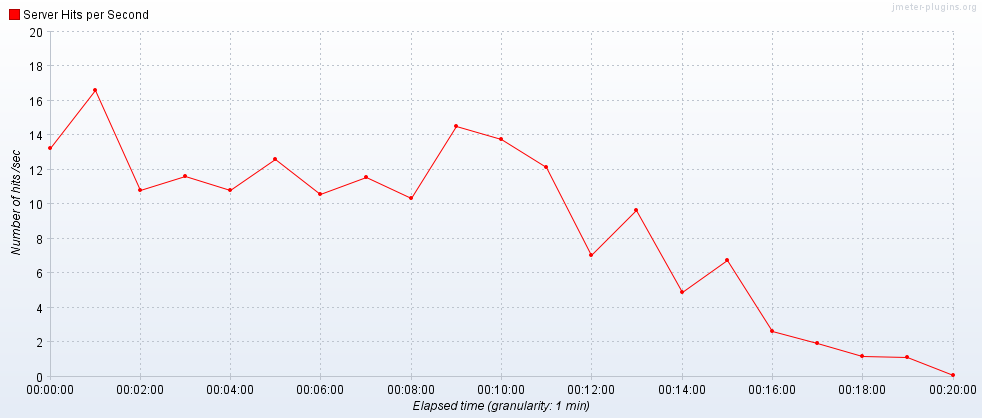 jmeter-plugins.org
Server Hits per Second
20
18
16
14
12
10
8
6
4
2
0
Number of hits /sec
00:00:00 00:02:00 00:04:00 00:06:00 00:08:00 00:10:00 00:12:00 00:14:00 00:16:00 00:18:00 00:20:00
Elapsed time (granularity: 1 min)